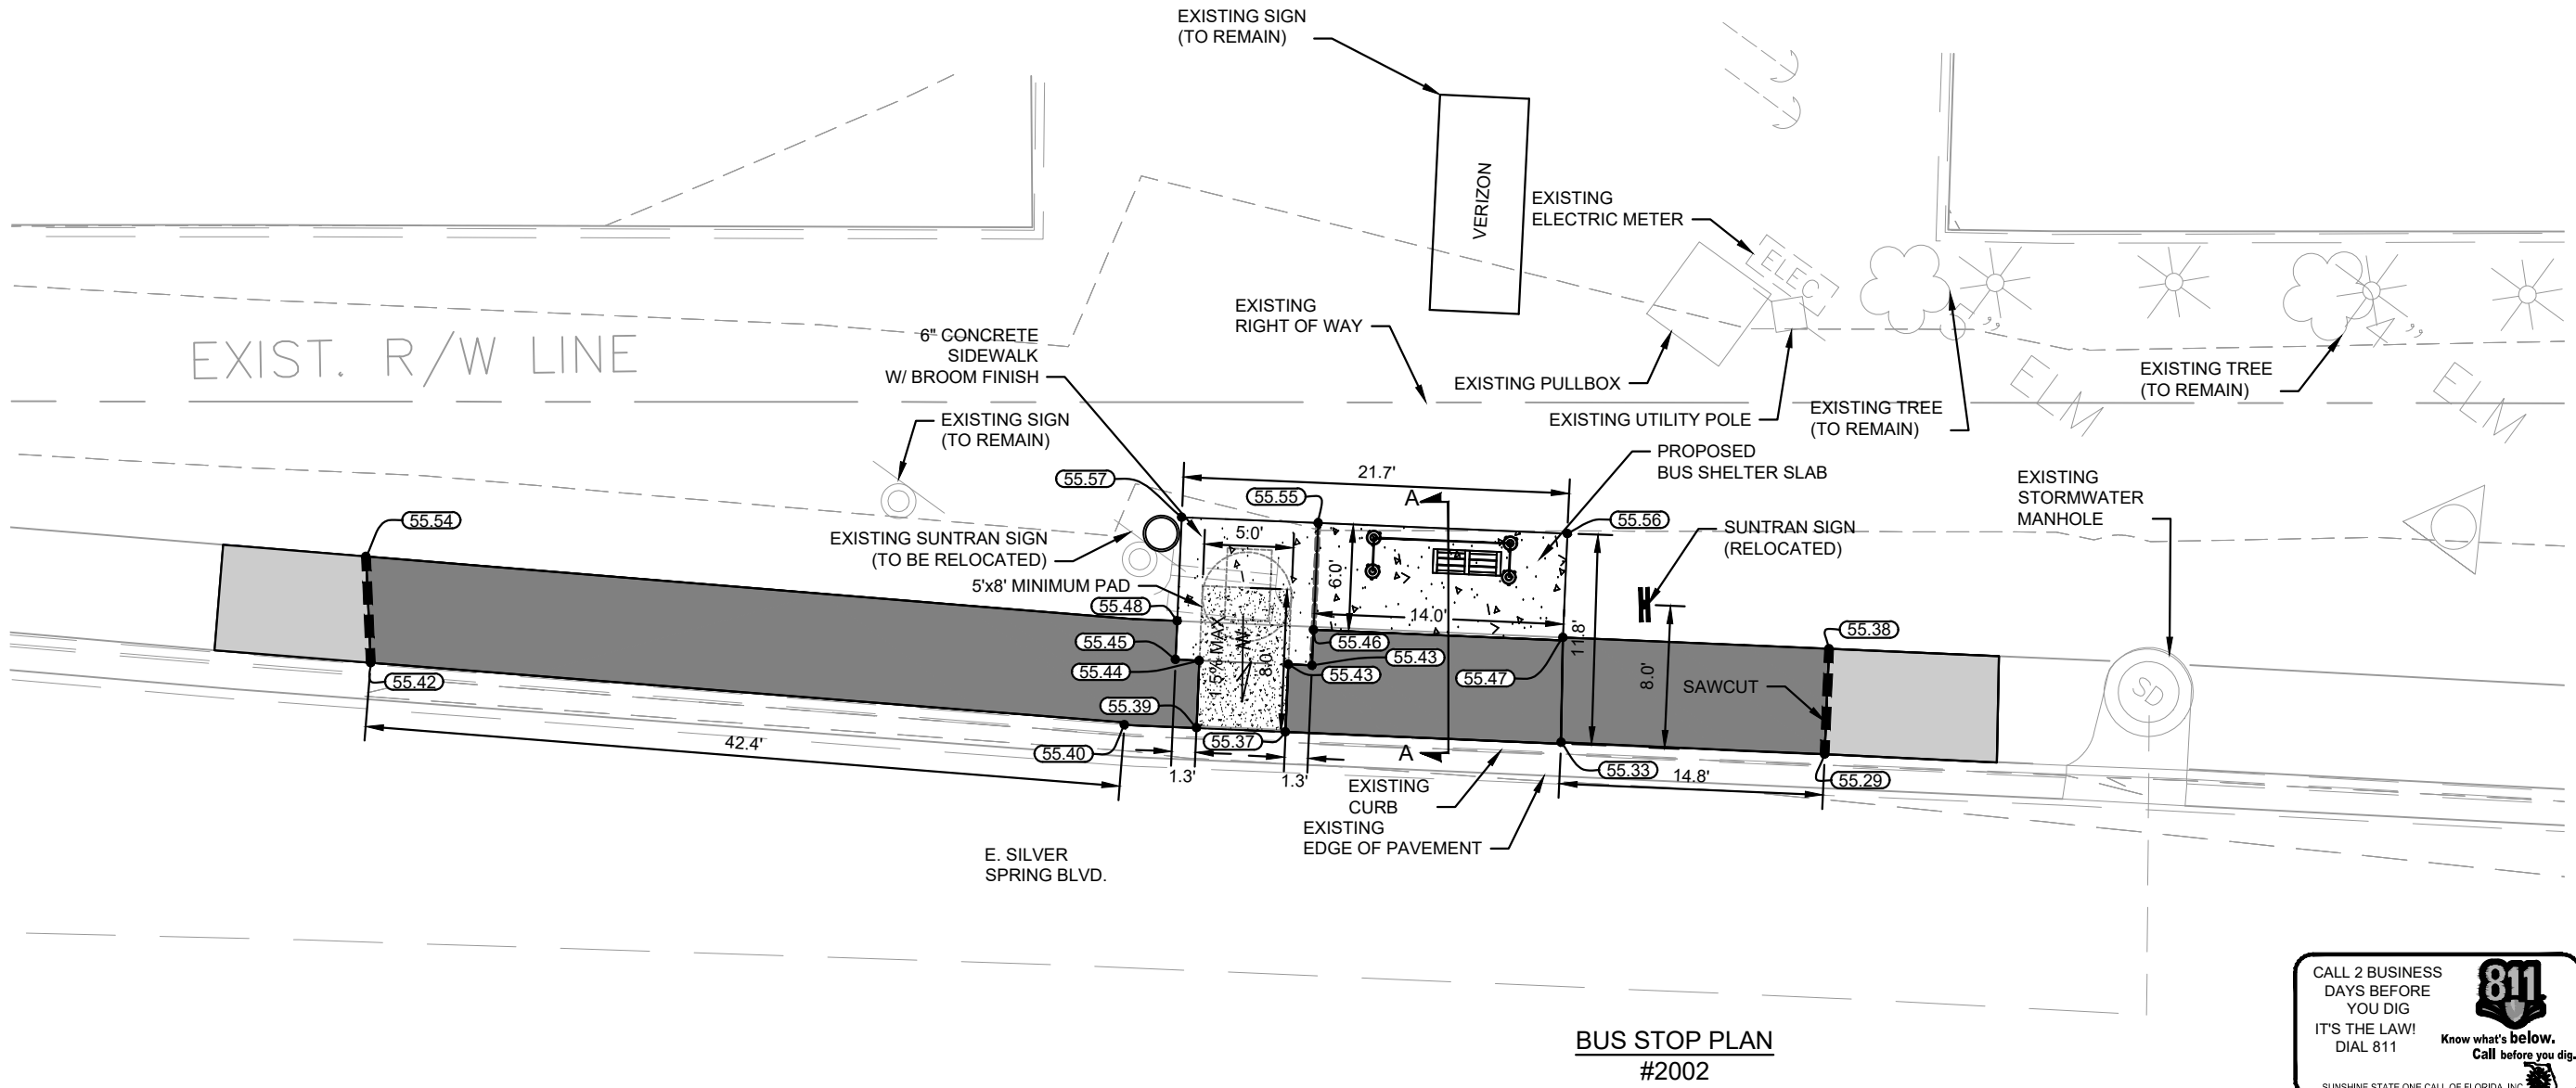 EXISTING SIGN
(TO REMAIN)
VERIZON
EXISTING
ELECTRIC METER
ELEC
EXISTING
RIGHT OF WAY
6" CONCRETE
SIDEWALK
W/ BROOM FINISH
EXIST. R/W LINE
EXISTING PULLBOX
EXISTING UTILITY POLE
EXISTING TREE
(TO REMAIN)
ELM
EXISTING TREE
(TO REMAIN)
4"
ELM
EXISTING SIGN
(TO REMAIN)
PROPOSED
BUS SHELTER SLAB
EXISTING
STORMWATER
MANHOLE
21.7'
A
55.57
55.55
55.56
55.54
SUNTRAN SIGN
(RELOCATED)
EXISTING SUNTRAN SIGN
(TO BE RELOCATED)
5.0'
6.0'
5'x8' MINIMUM PAD
55.48
14.0'
11.8'
55.45
55.46
55.38
55.44
1.5% MAX
8.0'
55.43
55.43
55.47
8.0'
SAWCUT
SD
55.42
55.39
55.37
42.4'
55.40
1.3'
1.3'
A
55.33
14.8'
55.29
EXISTING
CURB
EXISTING
EDGE OF PAVEMENT
E. SILVER
SPRING BLVD.
BUS STOP PLAN
#2002
CALL 2 BUSINESS
DAYS BEFORE
YOU DIG
IT'S THE LAW!
DIAL 811
811
Know what's below.
Call before you dig.
SUNSHINE STATE ONE CALL OF FLORIDA, INC